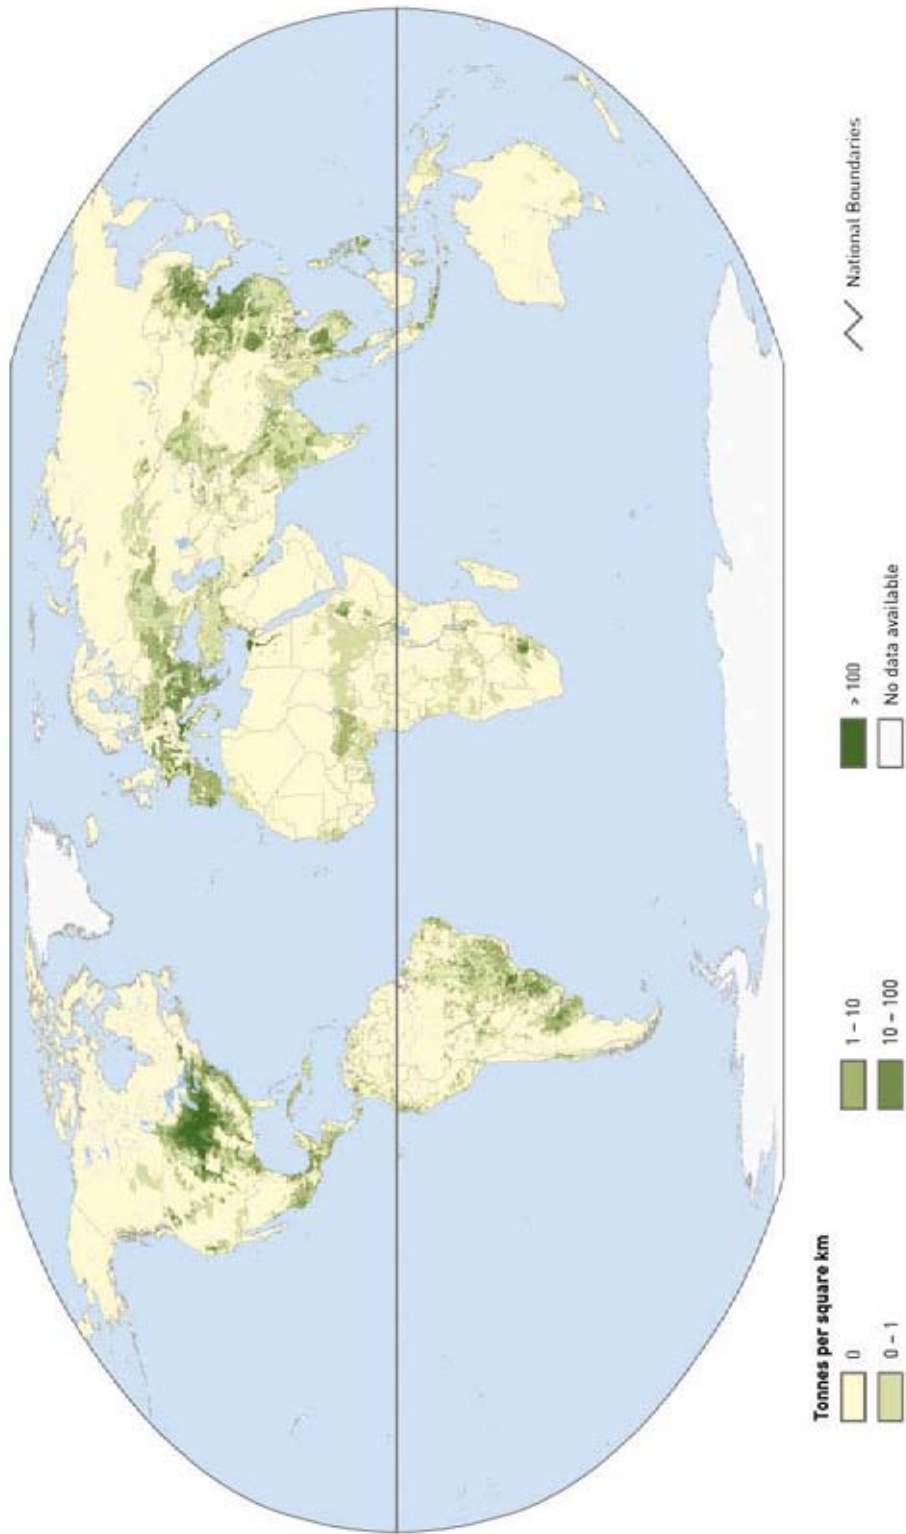 Tonnes per square km
0
0 – 1
1 – 10
10 – 100
> 100
No data available
National Boundaries